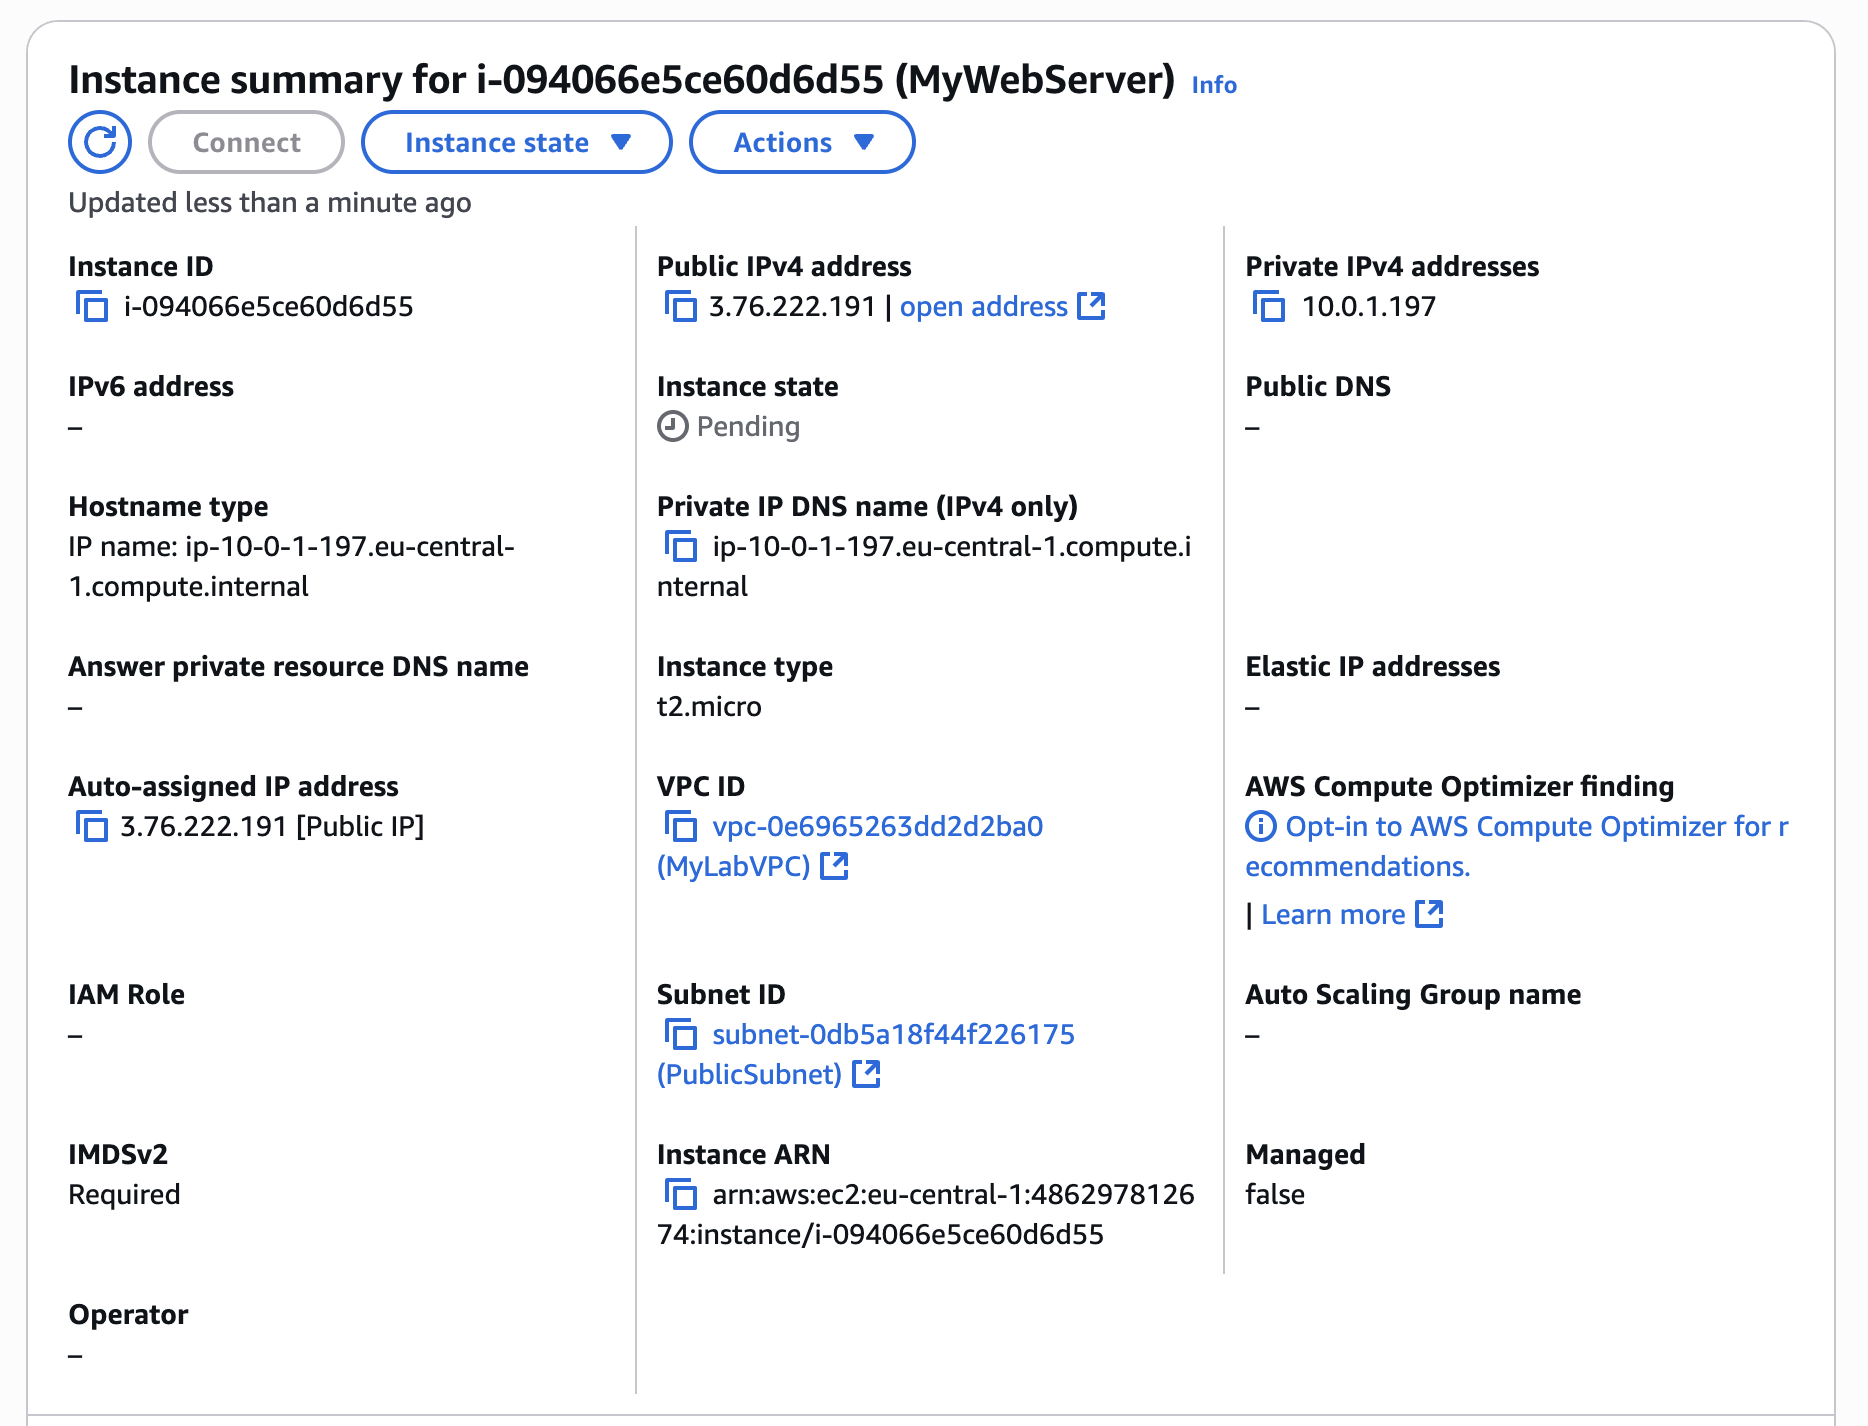 Instance summary for i-094066e5ce60d6d55 (MyWebServer) Info
Connect
Instance state
Actions
Updated less than a minute ago
Instance ID
i-094066e5ce60d6d55
Public IPv4 address
3.76.222.191 | open address
Private IPv4 addresses
10.0.1.197
IPv6 address
–
Instance state
Pending
Public DNS
–
Hostname type
IP name: ip-10-0-1-197.eu-central-
1.compute.internal
Private IP DNS name (IPv4 only)
ip-10-0-1-197.eu-central-1.compute.i
nternal
Answer private resource DNS name
–
Instance type
t2.micro
Elastic IP addresses
–
Auto-assigned IP address
3.76.222.191 [Public IP]
VPC ID
vpc-0e6965263dd2d2ba0
(MyLabVPC)
AWS Compute Optimizer finding
Opt-in to AWS Compute Optimizer for r
ecommendations.
| Learn more
IAM Role
–
Subnet ID
subnet-0db5a18f44f226175
(PublicSubnet)
Auto Scaling Group name
–
IMDSv2
Required
Instance ARN
arn:aws:ec2:eu-central-1:4862978126
74:instance/i-094066e5ce60d6d55
Managed
false
Operator
–